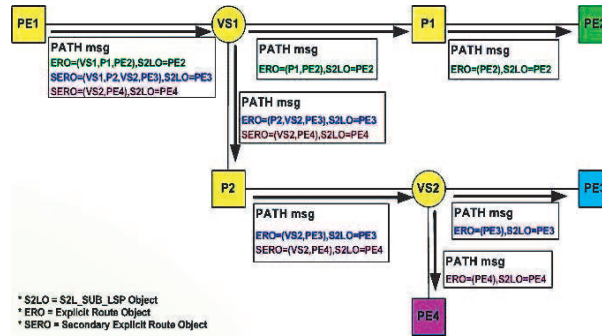 PE1
VS1
P1
PE2
PATH msg
ERO=(VS1,P1,PE2),S2LO=PE2
SERO=(VS1,P2,VS2,PE3),S2LO=PE3
SERO=(VS2,PE4),S2LO=PE4
PATH msg
ERO=(P1,PE2),S2LO=PE2
PATH msg
ERO=(PE2),S2LO=PE2
PATH msg
ERO=(P2,VS2,PE3),S2LO=PE3
SERO=(VS2,PE4),S2LO=PE4
P2
VS2
PE3
PATH msg
ERO=(VS2,PE3),S2LO=PE3
SERO=(VS2,PE4),S2LO=PE4
PATH msg
ERO=(PE3),S2LO=PE3
PATH msg
ERO=(PE4),S2LO=PE4
PE4
* S2LO = S2L_SUB_LSP Object
* ERO = Explicit Route Object
* SERO = Secondary Explicit Route Object